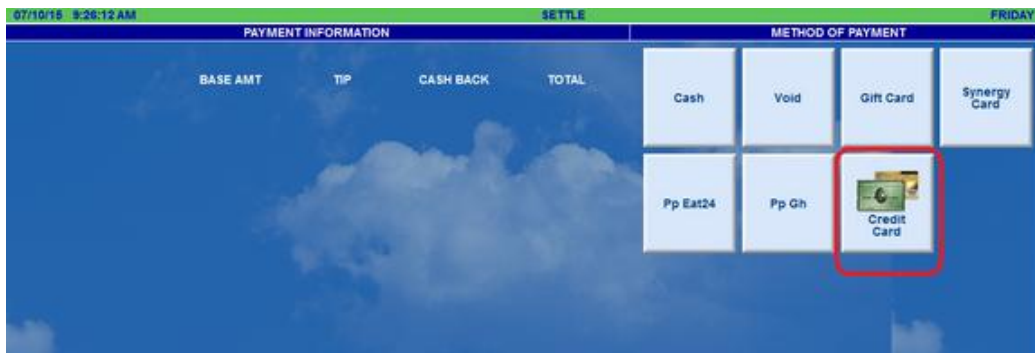 07/10/15 9:26:12 AM SETTLE FRIDAY
PAYMENT INFORMATION METHOD OF PAYMENT
BASE AMT TIP CASH BACK TOTAL
Cash
Void
Gift Card
Synergy
Card
Pp Eat24
Pp Gh
Credit
Card